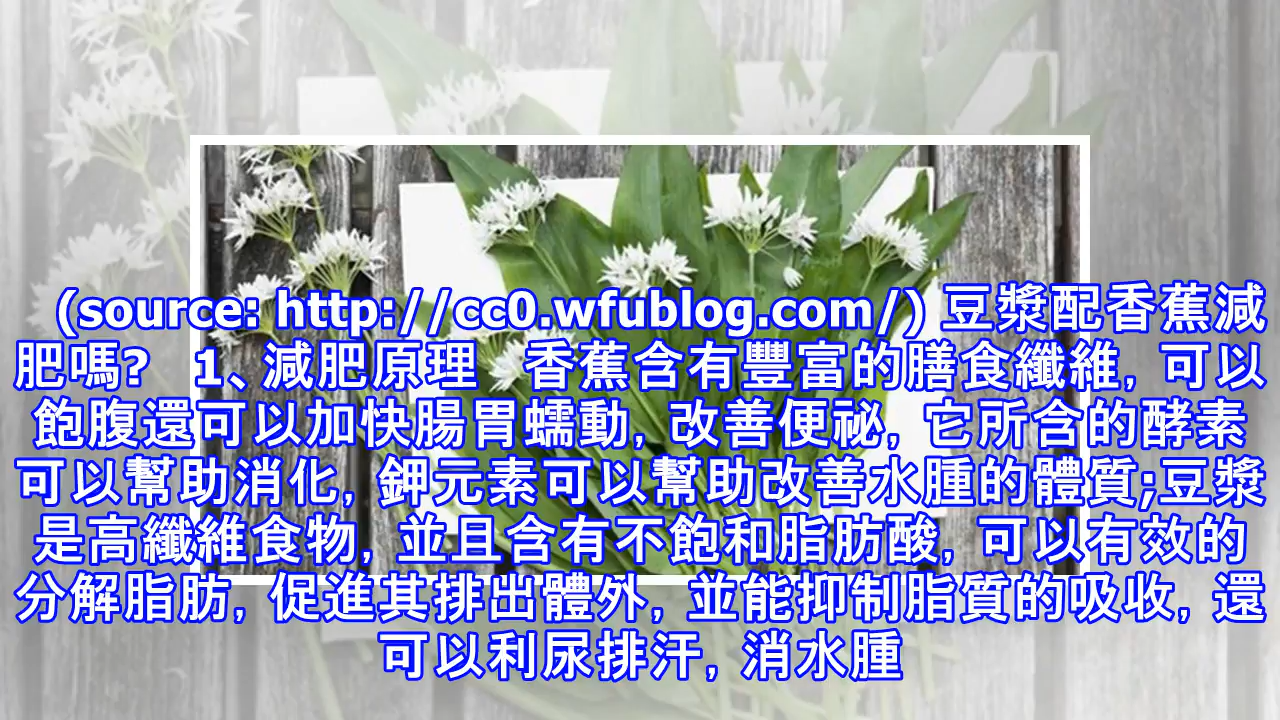 (source: http://cc0.wfublog.com/) 豆漿配香蕉減
肥嗎?　1、減肥原理　香蕉含有豐富的膳食纖維, 可以
飽腹還可以加快腸胃蠕動, 改善便祕, 它所含的酵素
可以幫助消化, 鉀元素可以幫助改善水腫的體質;豆漿
是高纖維食物, 並且含有不飽和脂肪酸, 可以有效的
分解脂肪, 促進其排出體外, 並能抑制脂質的吸收, 還
可以利尿排汗, 消水腫